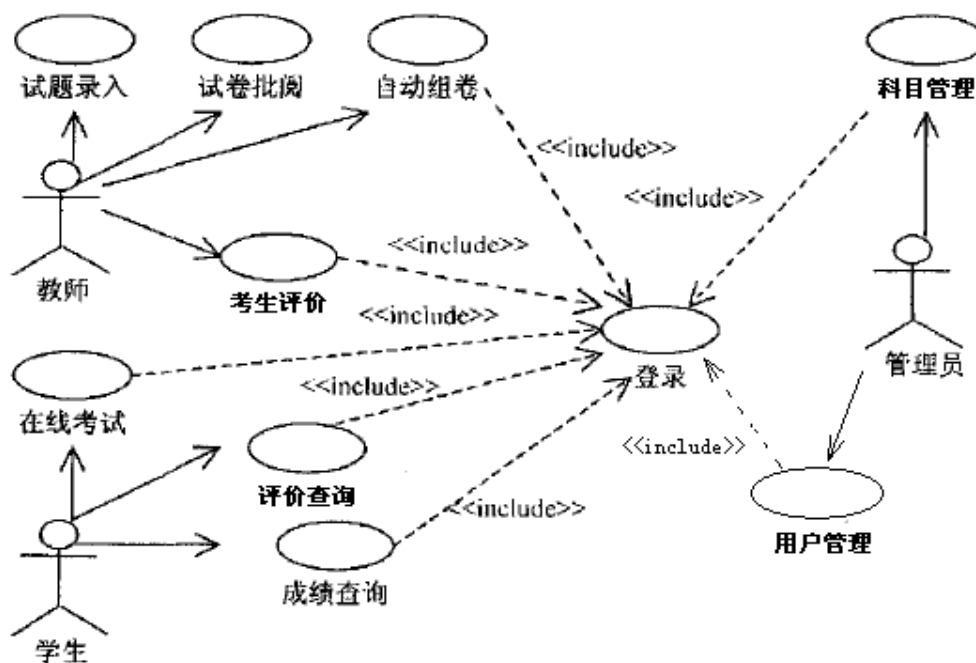 试题录入
试卷批阅
自动组卷
科目管理
<<include>>
<<include>>
<<include>>
教师
考生评价
<<include>>
登录
管理员
在线考试
<<include>>
<<include>>
评价查询
<<include>>
用户管理
成绩查询
学生